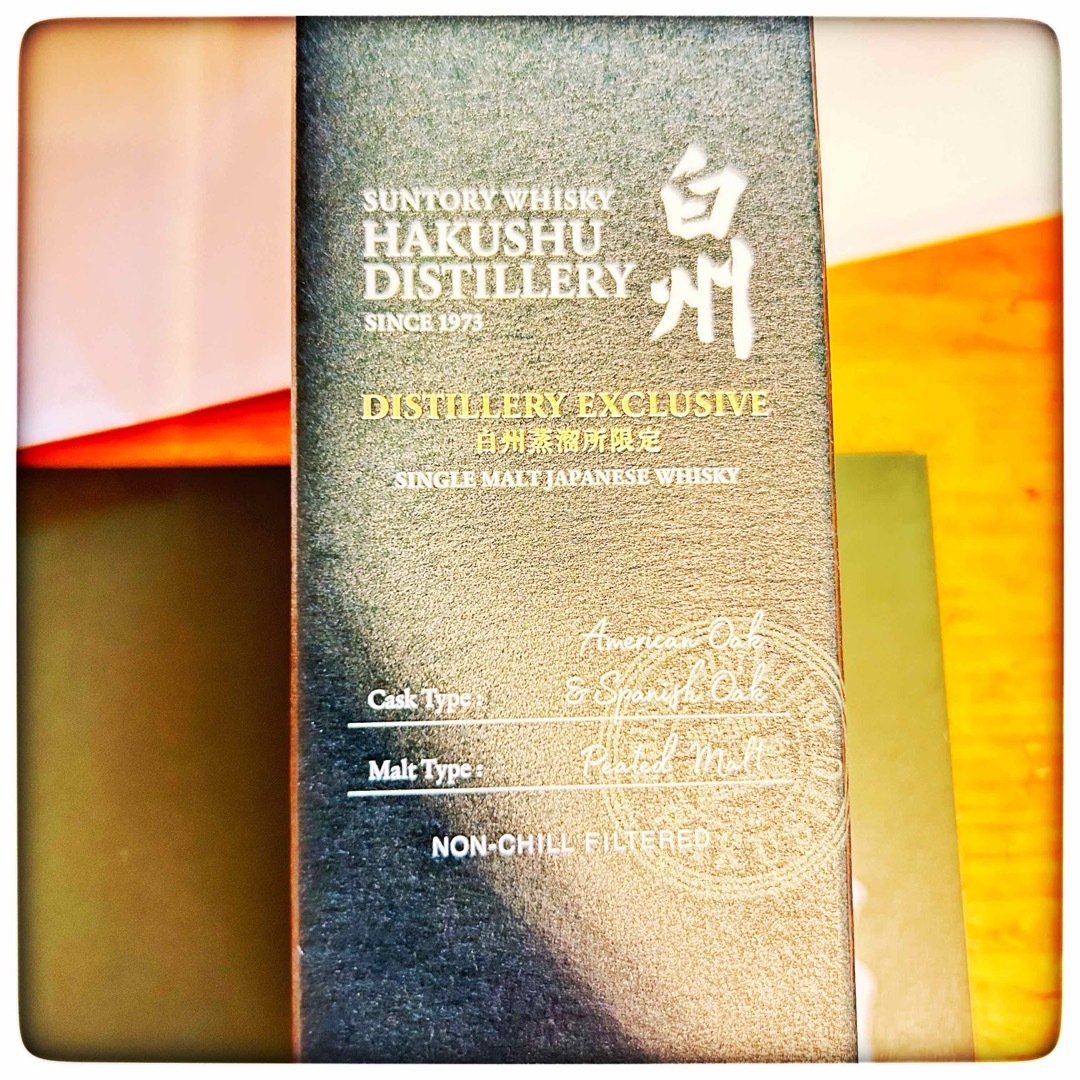 SUNTORY WHISKY
HAKUSHU
DISTILLERY
SINCE 1973
白州
DISTILLERY EXCLUSIVE
白州蒸溜所限定
SINGLE MALT JAPANESE WHISKY
American Oak
Cask Type : & Spanish Oak
Malt Type : Peated Malt
NON-CHILL FILTERED